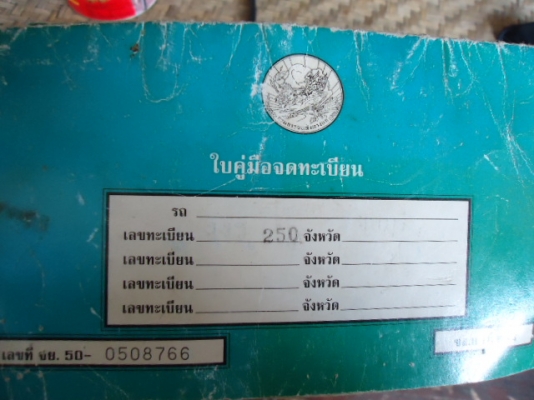 ใบคู่มือจดทะเบียน
รถ
เลขทะเบียน 250 จังหวัด
เลขทะเบียน จังหวัด
เลขทะเบียน จังหวัด
เลขทะเบียน จังหวัด
เลขที่ จย. 50- 0508766